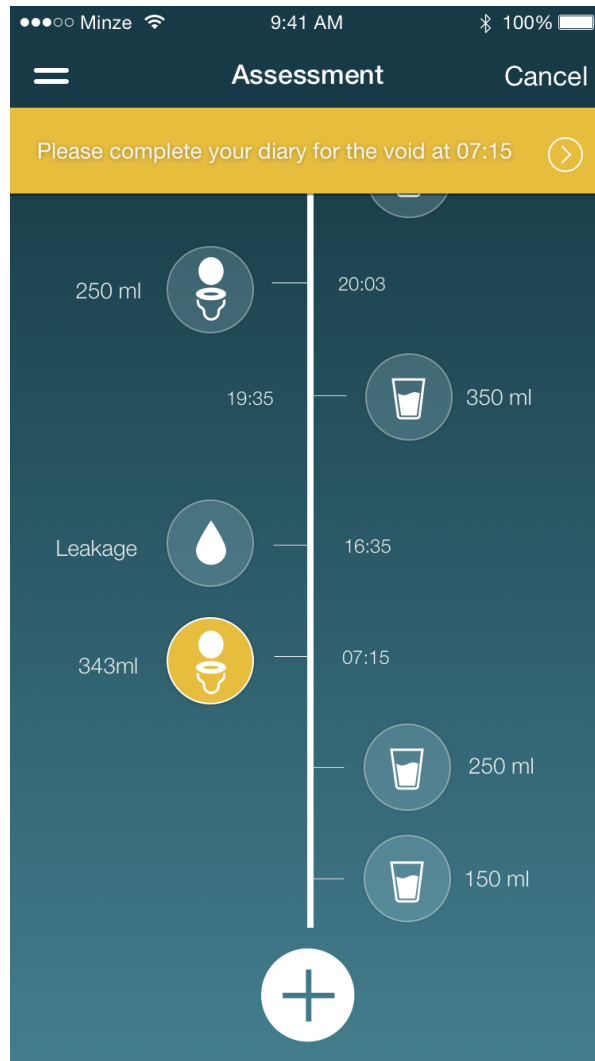 Minze 9:41 AM 100%
Assessment Cancel
Please complete your diary for the void at 07:15
250 ml 20:03
19:35 350 ml
Leakage 16:35
343ml 07:15
250 ml
150 ml